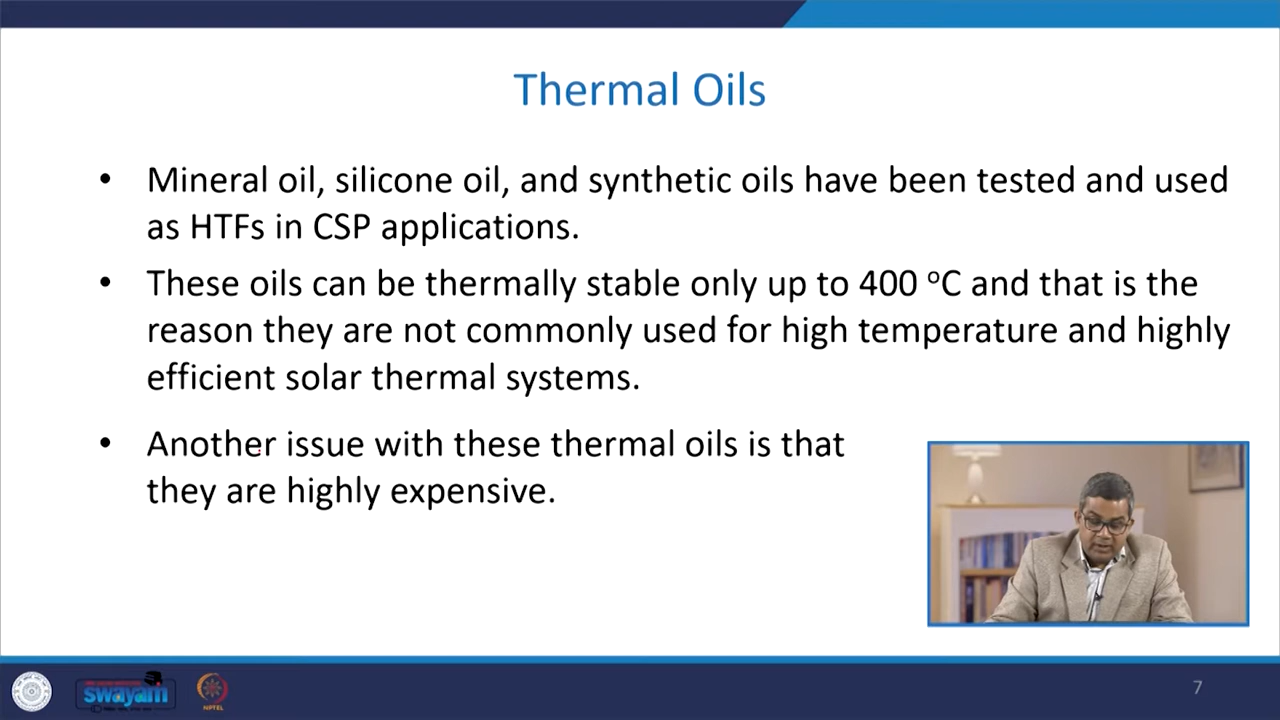 Thermal Oils
• Mineral oil, silicone oil, and synthetic oils have been tested and used
as HTFs in CSP applications.
• These oils can be thermally stable only up to 400 ºC and that is the
reason they are not commonly used for high temperature and highly
efficient solar thermal systems.
• Another issue with these thermal oils is that
they are highly expensive.
swayam
NPTEL
7